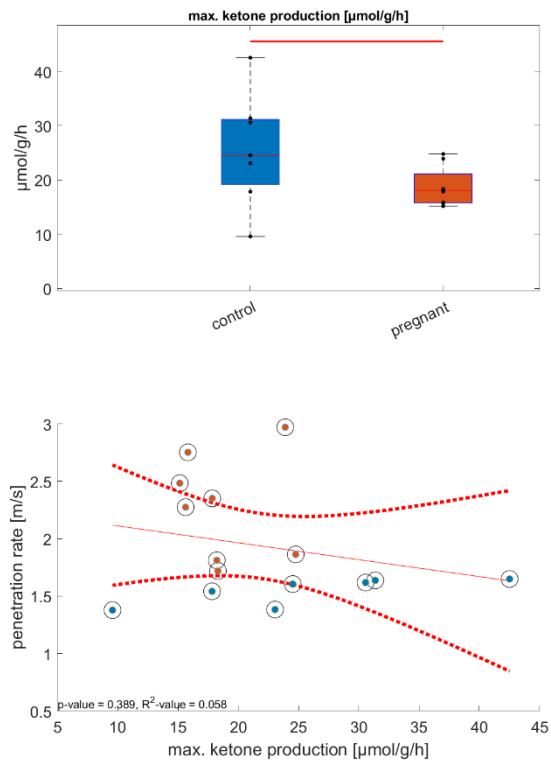 max. ketone production [µmol/g/h]
µmol/g/h
40
30
20
10
0
control
pregnant
penetration rate [m/s]
3
2.5
2
1.5
1
0.5
p-value = 0.389, R²-value = 0.058
5 10 15 20 25 30 35 40 45
max. ketone production [µmol/g/h]